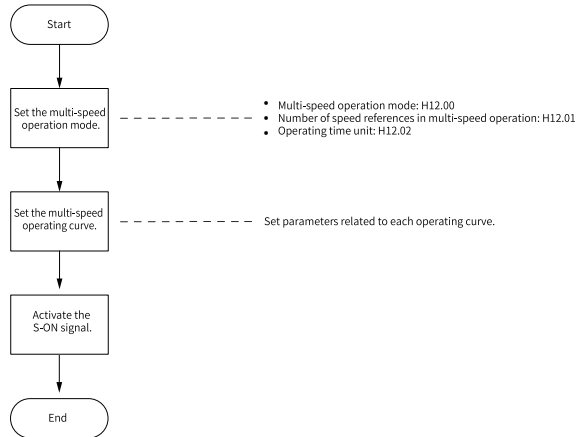 Start
Set the multi-speed
operation mode.
• Multi-speed operation mode: H12.00
• Number of speed references in multi-speed operation: H12.01
• Operating time unit: H12.02
Set the multi-speed
operating curve.
Set parameters related to each operating curve.
Activate the
S-ON signal.
End